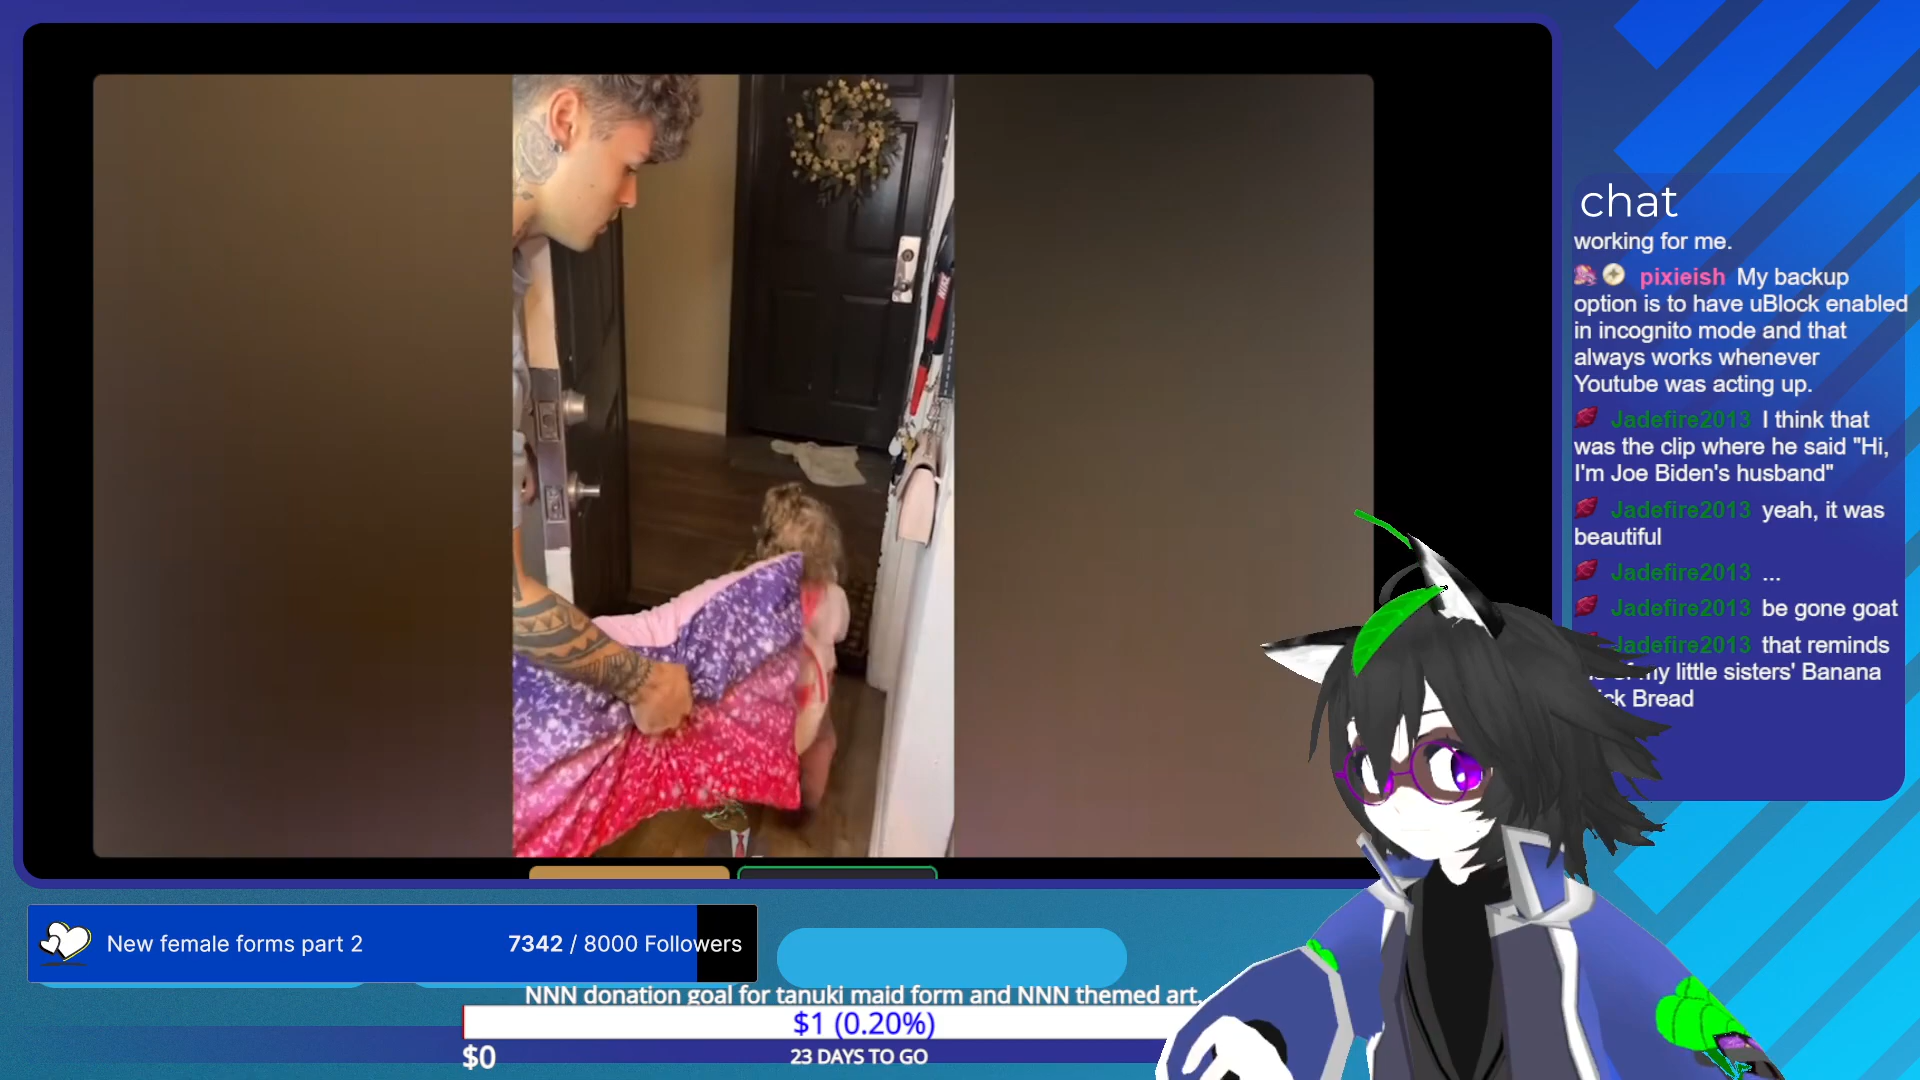 NIKE
chat
working for me.
pixieish My backup
option is to have uBlock enabled
in incognito mode and that
always works whenever
Youtube was acting up.
Jadefire2013 I think that
was the clip where he said "Hi,
I'm Joe Biden's husband"
Jadefire2013 yeah, it was
beautiful
Jadefire2013 ...
Jadefire2013 be gone goat
Jadefire2013 that reminds
my little sisters' Banana
Bread
New female forms part 2 7342 / 8000 Followers
NNN donation goal for tanuki maid form and NNN themed art.
$1 (0.20%)
$0 23 DAYS TO GO